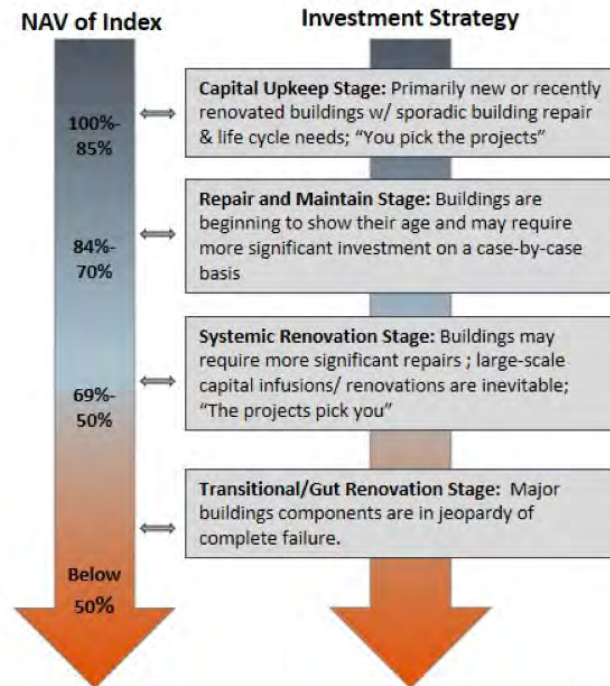 NAV of Index
Investment Strategy
100%-
85%
Capital Upkeep Stage: Primarily new or recently
renovated buildings w/ sporadic building repair
& life cycle needs; “You pick the projects”
84%-
70%
Repair and Maintain Stage: Buildings are
beginning to show their age and may require
more significant investment on a case-by-case
basis
69%-
50%
Systemic Renovation Stage: Buildings may
require more significant repairs ; large-scale
capital infusions/ renovations are inevitable;
“The projects pick you”
Below
50%
Transitional/Gut Renovation Stage: Major
buildings components are in jeopardy of
complete failure.